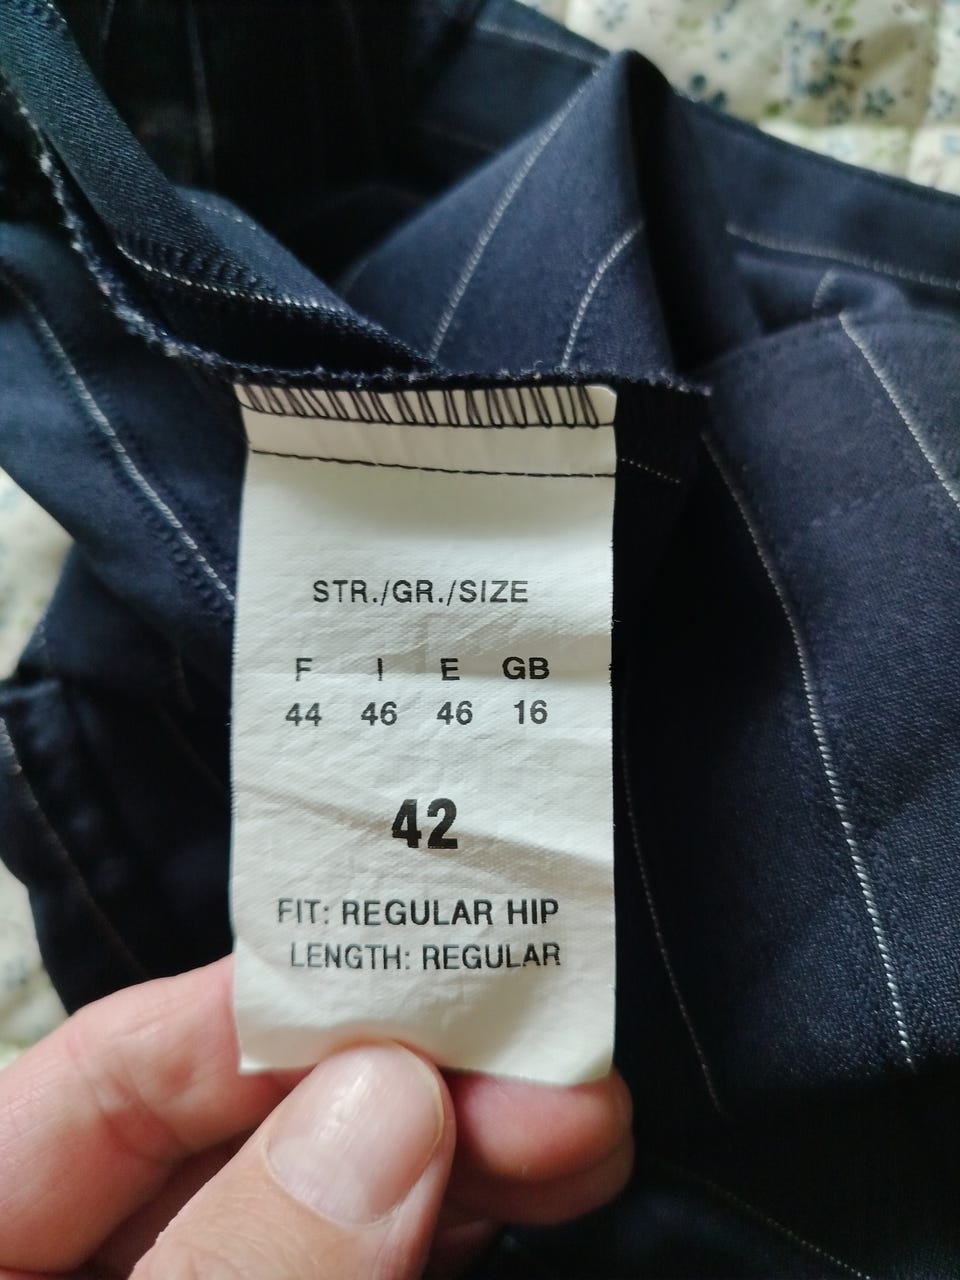 STR./GR./SIZE
F I E GB
44 46 46 16
42
FIT: REGULAR HIP
LENGTH: REGULAR